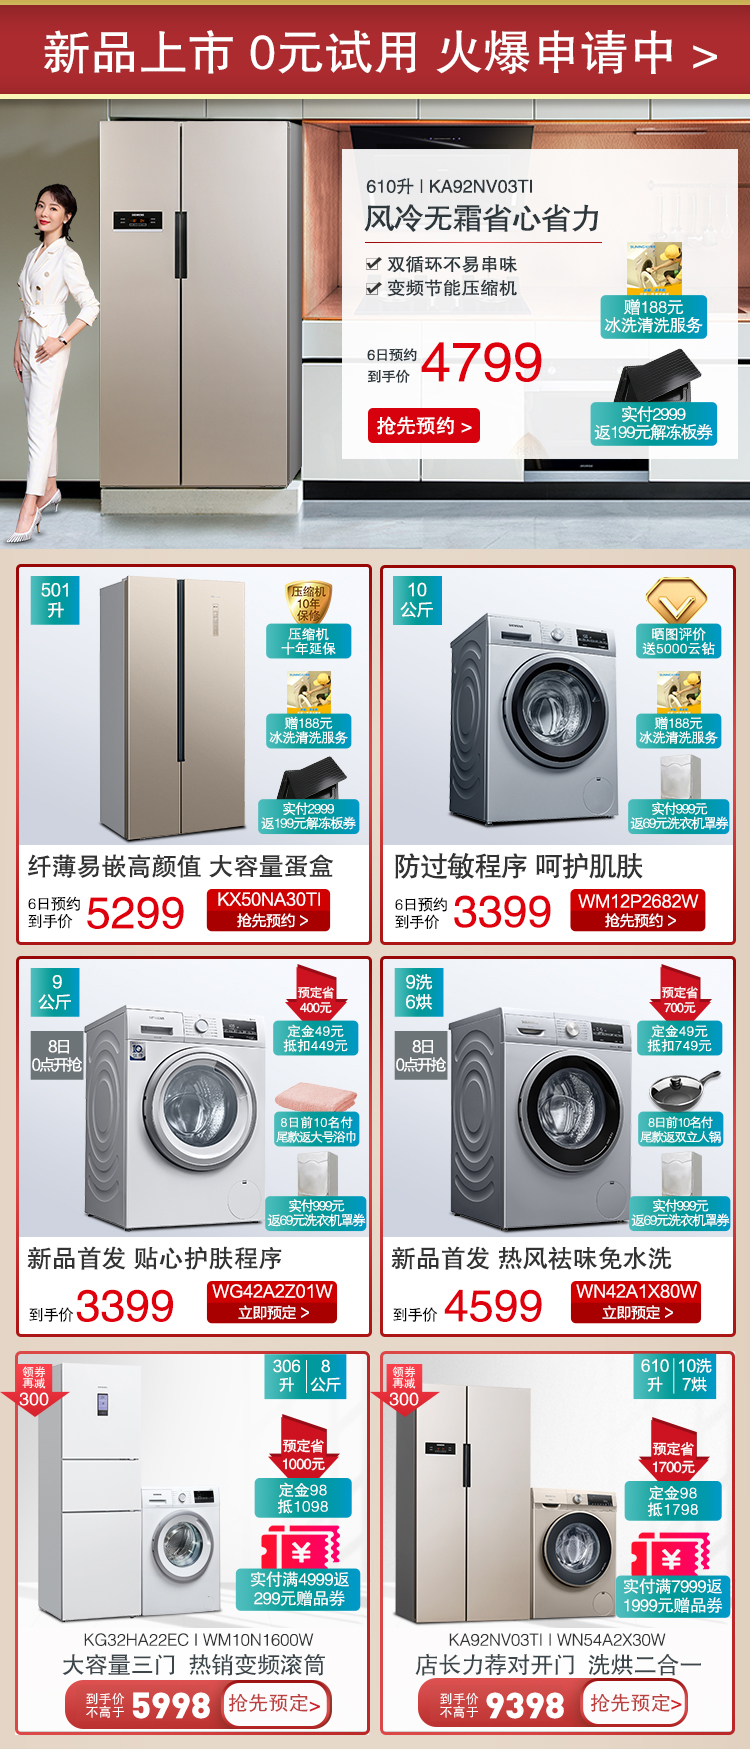 新品上市 0元试用 火爆申请中 >
610升 | KA92NV03TI
风冷无霜省心省力
双循环不易串味
变频节能压缩机
6日预约
到手价
4799
抢先预约 >
赠188元
冰洗清洗服务
实付2999
返199元解冻板券
501
升
压缩机
10年
保修
压缩机
十年延保
赠188元
冰洗清洗服务
实付2999
返199元解冻板券
纤薄易嵌高颜值 大容量蛋盒
6日预约
到手价
5299
KX50NA30TI
抢先预约 >
10
公斤
晒图评价
送5000云钻
赠188元
冰洗清洗服务
实付999元
返69元洗衣机罩券
防过敏程序 呵护肌肤
6日预约
到手价
3399
WM12P2682W
抢先预约 >
9
公斤
8日
0点开抢
预定省
400元
定金49元
抵扣449元
8日前10名付
尾款返大号浴巾
实付999元
返69元洗衣机罩券
新品首发 贴心护肤程序
到手价
3399
WG42A2Z01W
立即预定 >
9洗
6烘
8日
0点开抢
预定省
700元
定金49元
抵扣749元
8日前10名付
尾款返双立人锅
实付999元
返69元洗衣机罩券
新品首发 热风祛味免水洗
到手价
4599
WN42A1X80W
立即预定 >
领券
再减
300
306 | 8
升 | 公斤
预定省
1000元
定金98
抵1098
¥
实付满4999返
299元赠品券
KG32HA22EC | WM10N1600W
大容量三门 热销变频滚筒
到手价
不高于
5998
抢先预定>
领券
再减
300
610 | 10洗
升 | 7烘
预定省
1700元
定金98
抵1798
¥
实付满7999返
1999元赠品券
KA92NV03TI | WN54A2X30W
店长力荐对开门 洗烘二合一
到手价
不高于
9398
抢先预定>